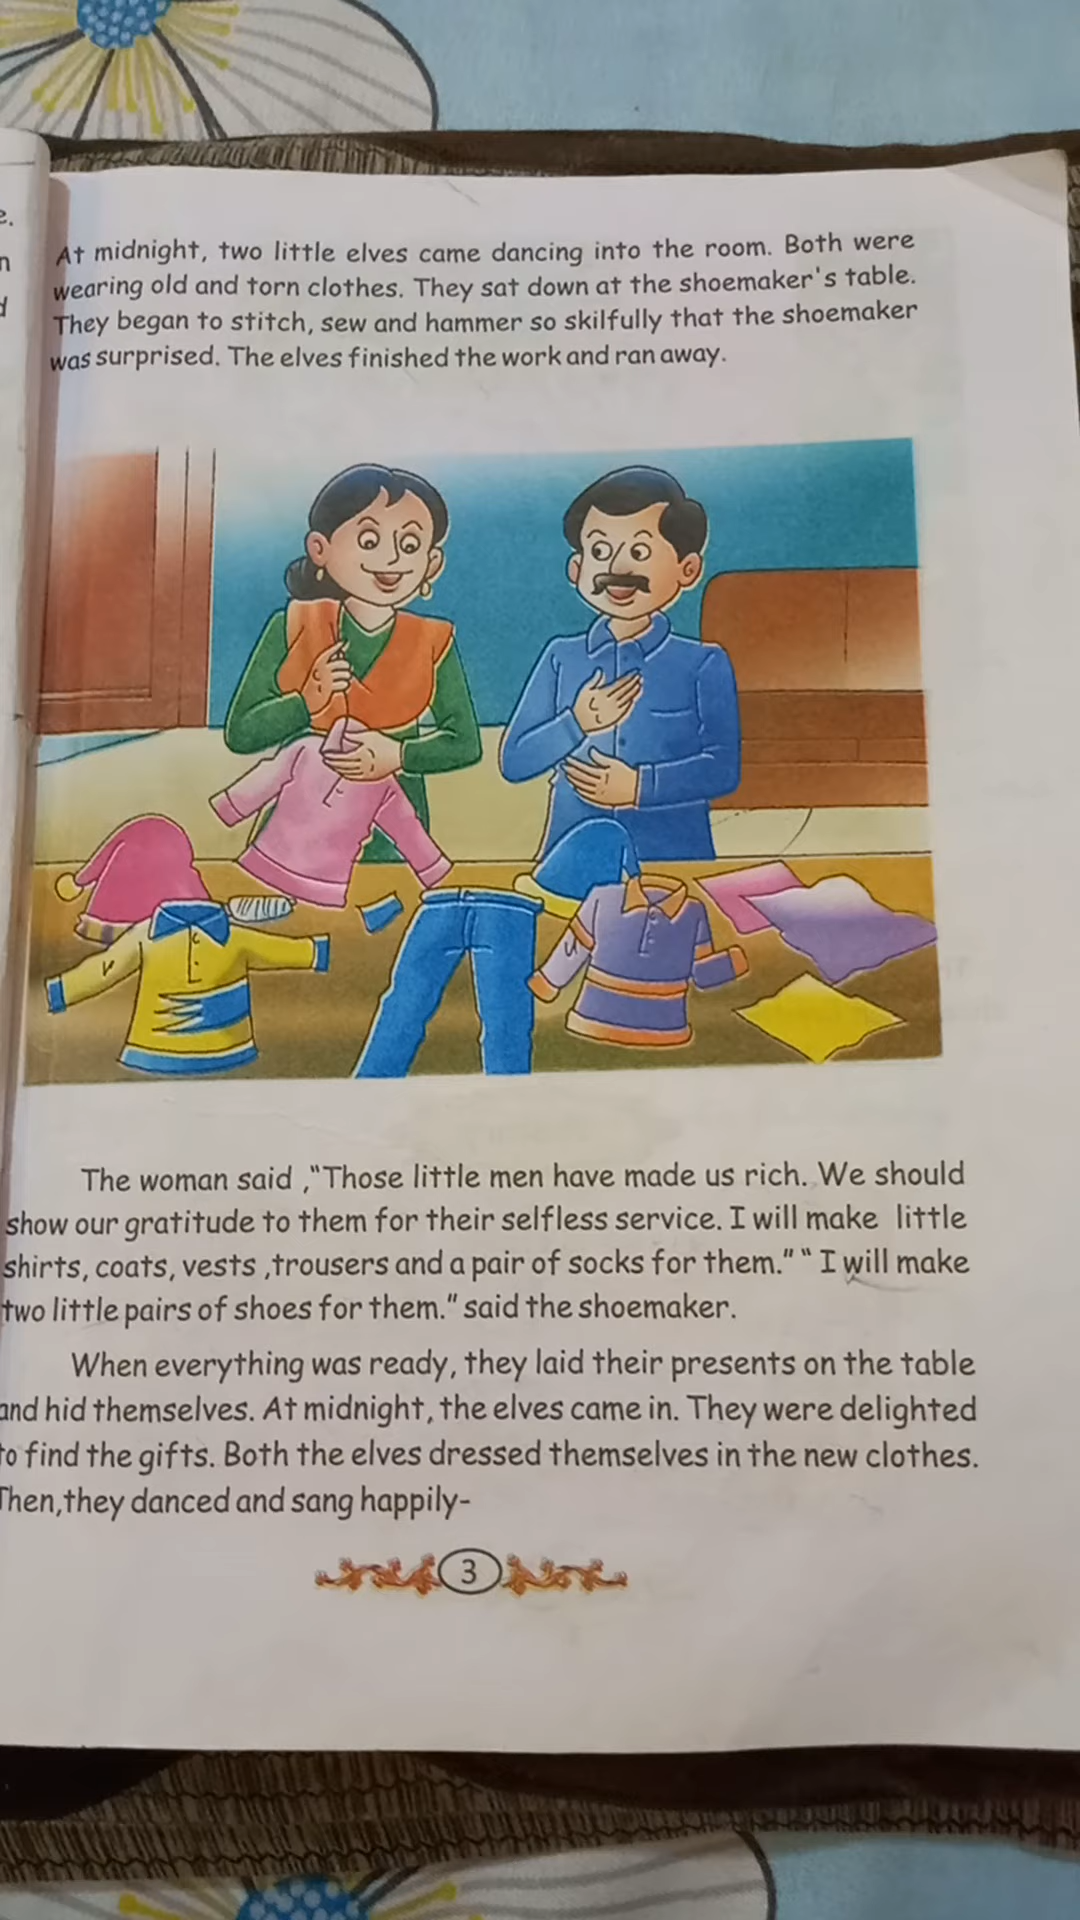 At midnight, two little elves came dancing into the room. Both were
wearing old and torn clothes. They sat down at the shoemaker's table.
They began to stitch, sew and hammer so skilfully that the shoemaker
was surprised. The elves finished the work and ran away.
The woman said ,"Those little men have made us rich. We should
show our gratitude to them for their selfless service. I will make little
shirts, coats, vests ,trousers and a pair of socks for them." " I will make
two little pairs of shoes for them." said the shoemaker.
When everything was ready, they laid their presents on the table
and hid themselves. At midnight, the elves came in. They were delighted
to find the gifts. Both the elves dressed themselves in the new clothes.
Then,they danced and sang happily-
3